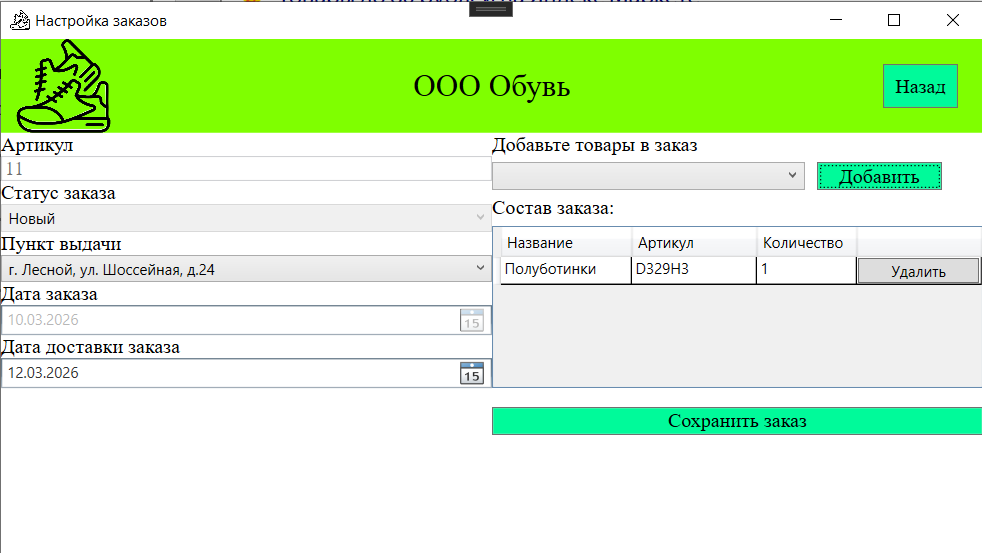 Настройка заказов
ООО Обувь
Назад
Артикул
11
Статус заказа
Новый
Пункт выдачи
г. Лесной, ул. Шоссейная, д.24
Дата заказа
10.03.2026
15
Дата доставки заказа
12.03.2026
15
Добавьте товары в заказ
Добавить
Состав заказа:
Название Артикул Количество
Полуботинки D329H3 1 Удалить
Сохранить заказ